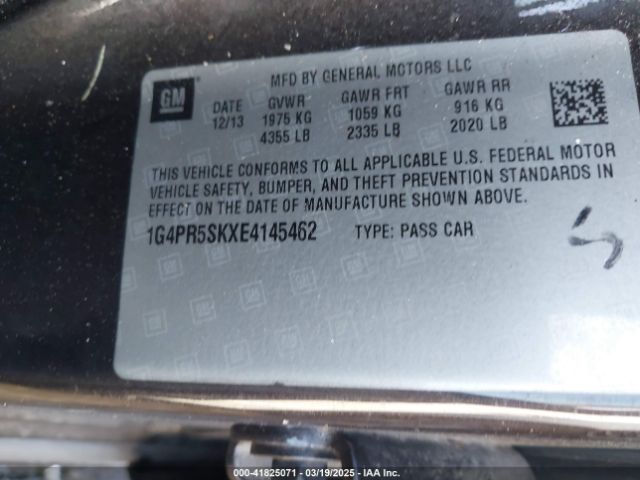 MFD BY GENERAL MOTORS LLC
GM
DATE GVWR GAWR FRT GAWR RR
12/13 1975 KG 1059 KG 916 KG
4355 LB 2335 LB 2020 LB
THIS VEHICLE CONFORMS TO ALL APPLICABLE U.S. FEDERAL MOTOR
VEHICLE SAFETY, BUMPER, AND THEFT PREVENTION STANDARDS IN
EFFECT ON THE DATE OF MANUFACTURE SHOWN ABOVE.
1G4PR5SKXE4145462 TYPE: PASS CAR
000-41825071 — 03/19/2025 — IAA Inc.